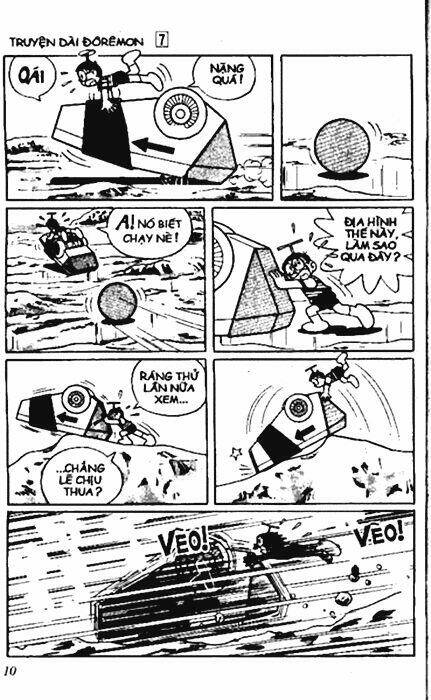 TRUYỆN DÀI ĐÔRÊMON 7
QÁI
NẶNG
QUÁ!
A! NÓ BIẾT
CHẠY NÈ!
ĐỊA HÌNH
THẾ NÀY,
LÀM SAO
QUA ĐÂY?
RÁNG THỬ
LẦN NỮA
XEM...
...CHẲNG
LẼ CHỊU
THUA?
VEO!
VEO!
10